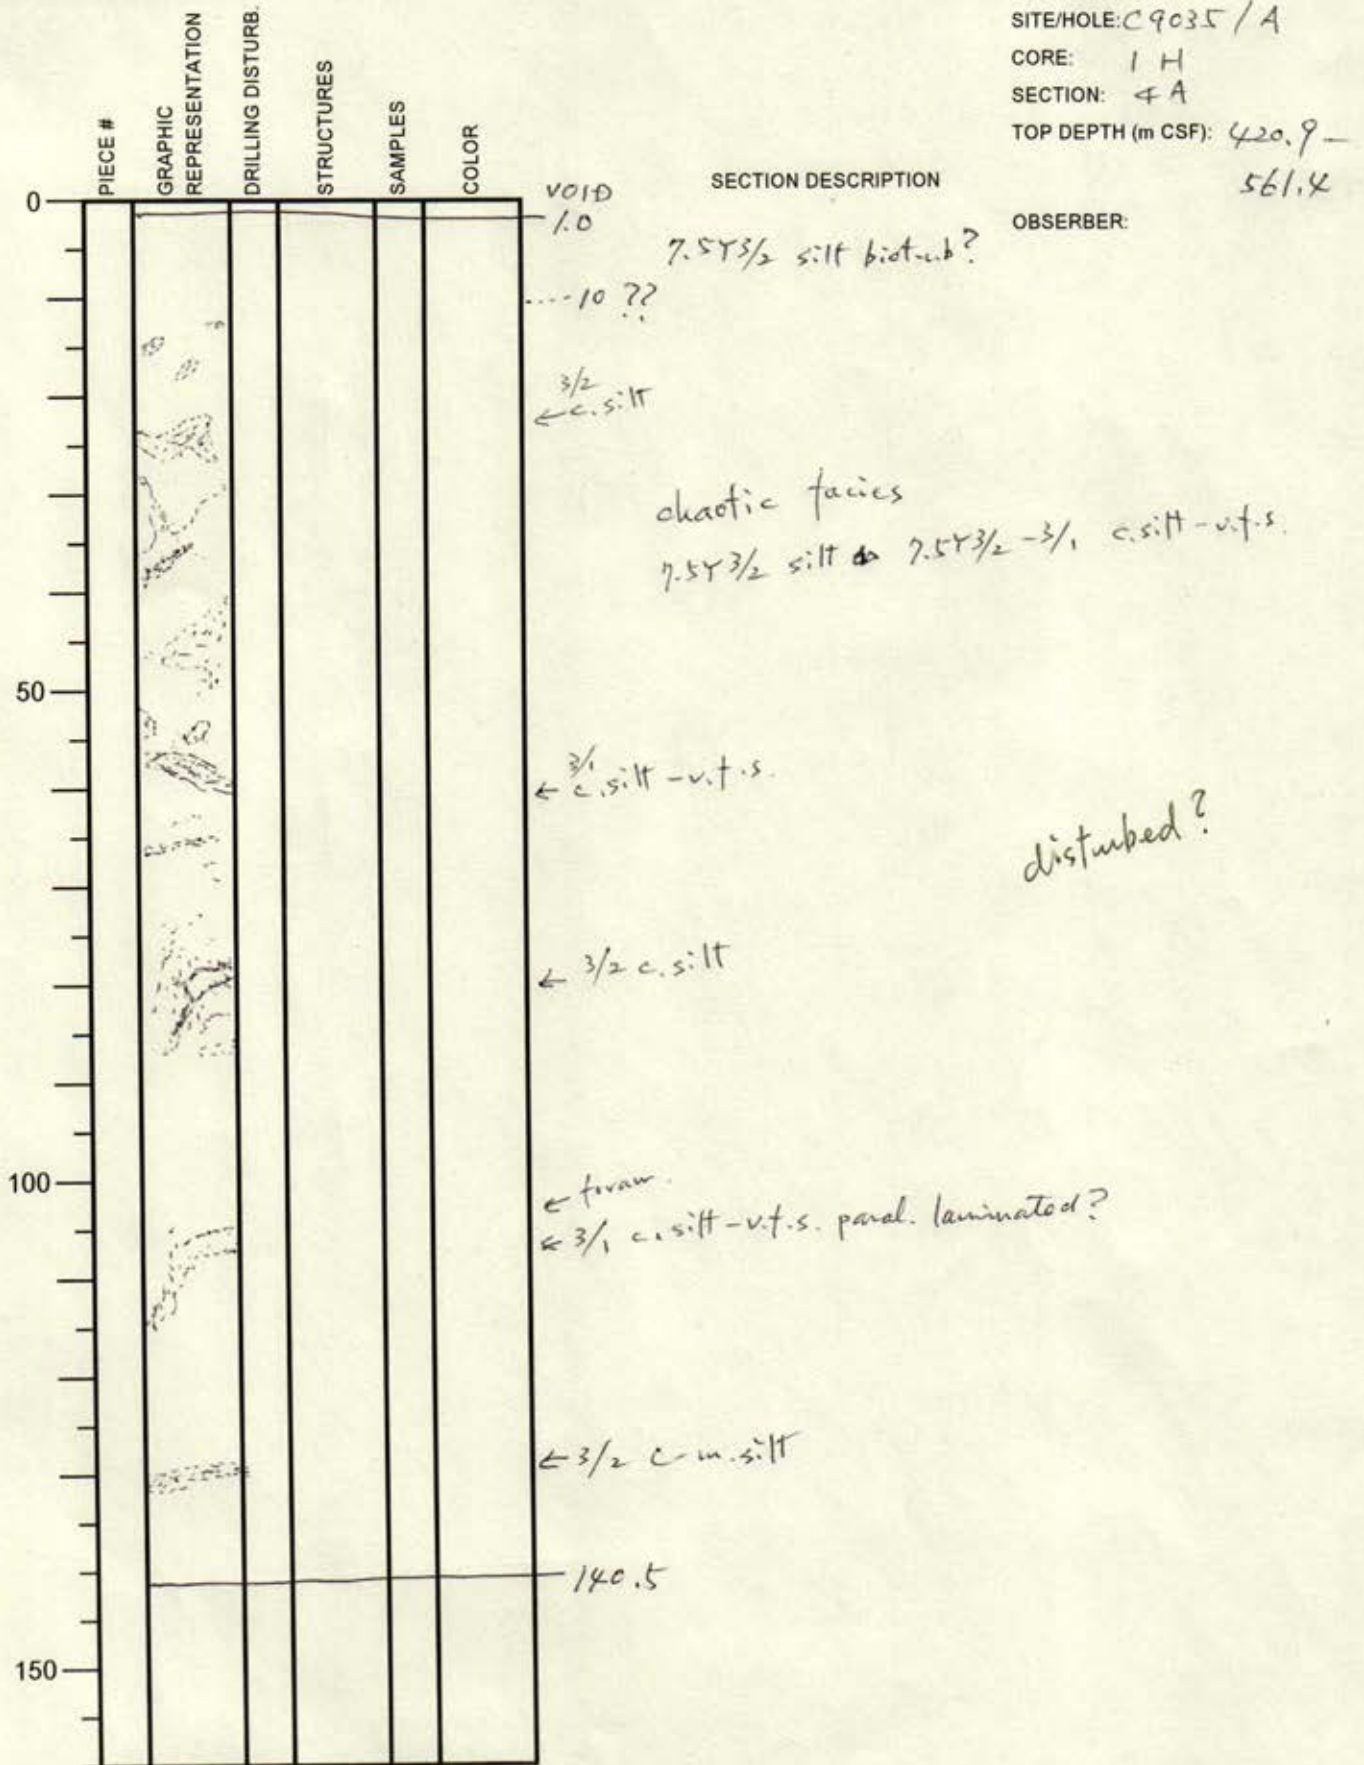 SITE/HOLE: C9035 / A
CORE: 1 H
SECTION: 4 A
TOP DEPTH (m CSF): 420.9 –
561.4
OBSERBER:
PIECE #
GRAPHIC
REPRESENTATION
DRILLING DISTURB.
STRUCTURES
SAMPLES
COLOR
SECTION DESCRIPTION
0
VOID
1.0
7.5Y3/2 silt bioturb?
10 ??
3/2
← c.silt
chaotic facies
7.5Y3/2 silt 7.5Y3/2 - 3/1 c.silt - v.f.s.
50
3/1
← c.silt - v.f.s.
disturbed?
← 3/2 c.silt
100
← foram.
← 3/1 c.silt - v.f.s. paral. laminated?
← 3/2 c-m.silt
140.5
150